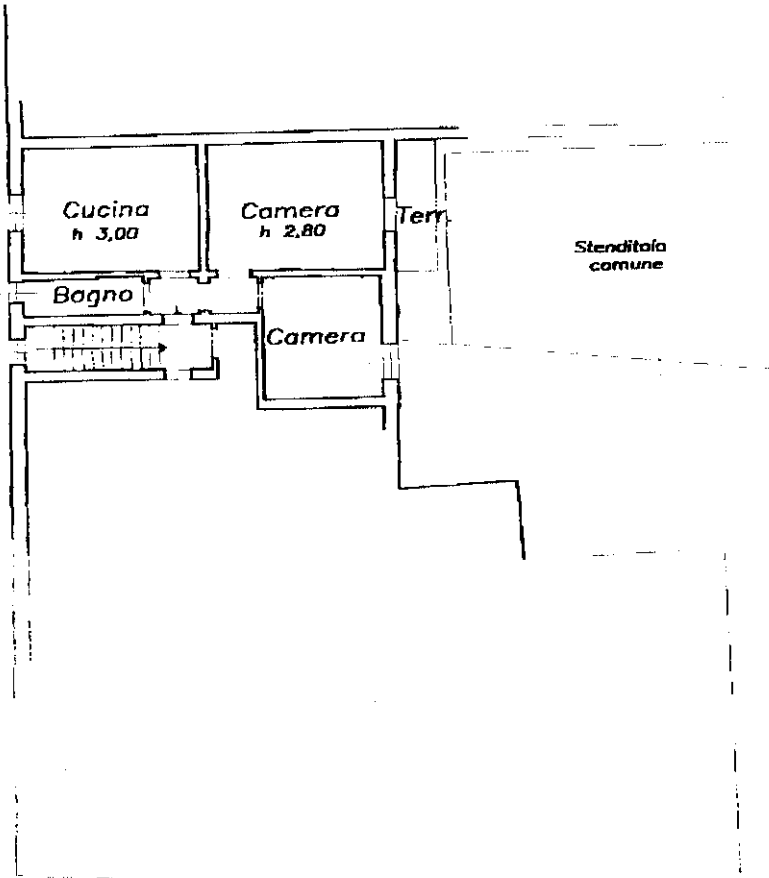 Cucina
h 3,00
Camera
h 2,80
Terr.
Stenditoio
comune
Bagno
Camera